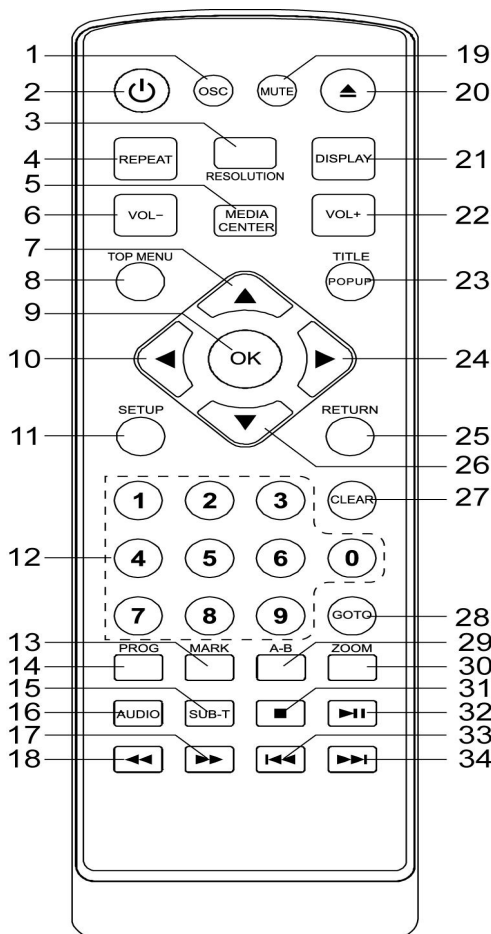 1 OSC MUTE 19
2 20
3
4 REPEAT DISPLAY 21
RESOLUTION
5
6 VOL− MEDIA CENTER VOL+ 22
7 TOP MENU TITLE
8 POPUP 23
9
10 OK 24
SETUP RETURN
11 25
26
1 2 3 CLEAR 27
12 4 5 6 0
7 8 9 GOTO 28
13 PROG MARK A-B ZOOM 29
14 30
15 31
16 AUDIO SUB-T 32
17 33
18 34